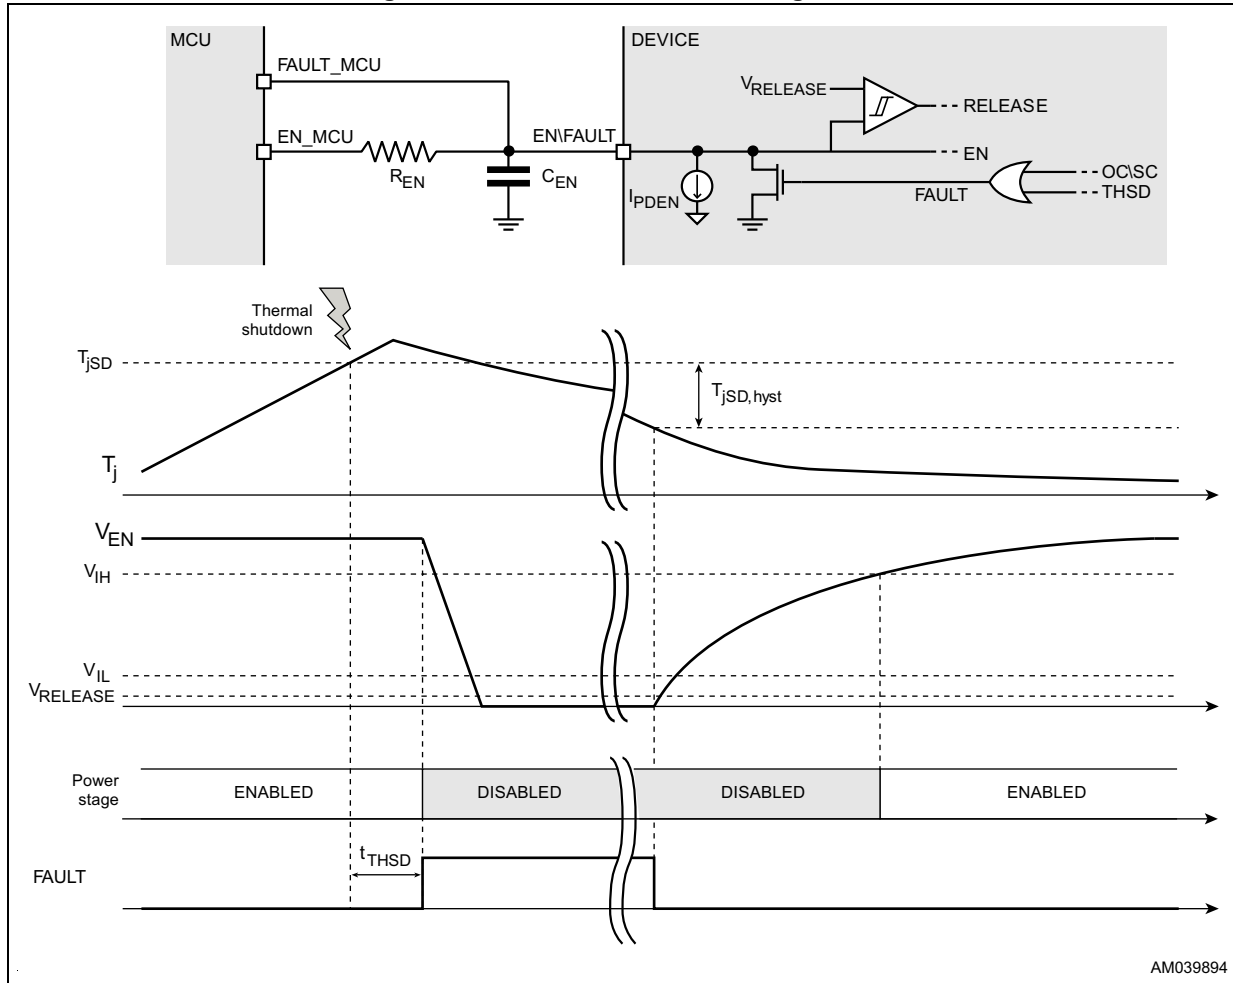 MCU
DEVICE
FAULT_MCU
VRELEASE
RELEASE
EN_MCU
EN\FAULT
EN
REN
CEN
IPDEN
FAULT
OC\SC
THSD
Thermal
shutdown
TjSD
TjSD,hyst
Tj
VEN
VIH
VIL
VRELEASE
Power
stage
ENABLED
DISABLED
DISABLED
ENABLED
tTHSD
FAULT
AM039894